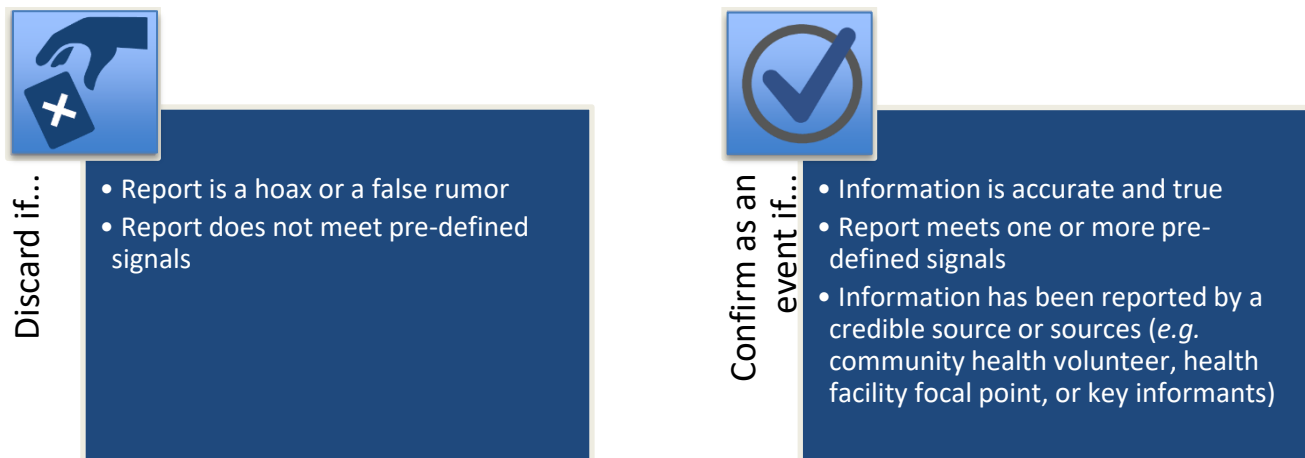 Discard if...
• Report is a hoax or a false rumor
• Report does not meet pre-defined
signals
Confirm as an
event if...
• Information is accurate and true
• Report meets one or more pre-
defined signals
• Information has been reported by a
credible source or sources (e.g.
community health volunteer, health
facility focal point, or key informants)